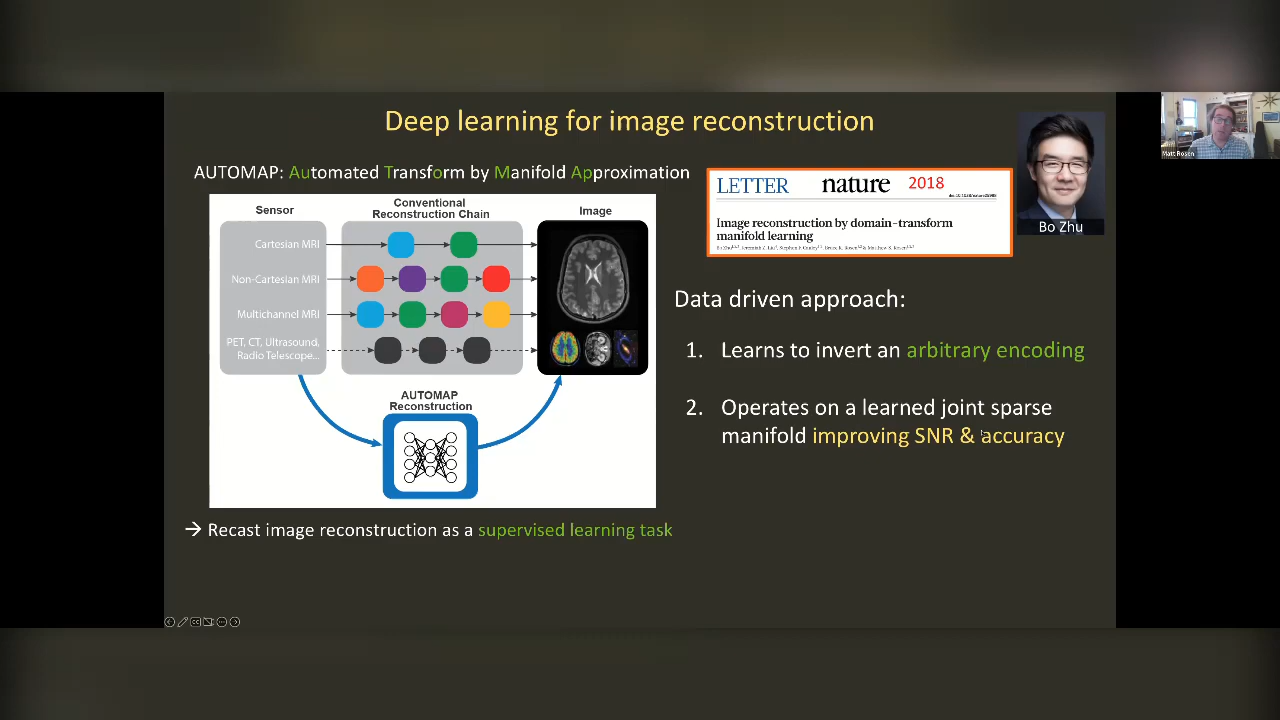 Deep learning for image reconstruction
AUTOMAP: Automated Transform by Manifold Approximation
Sensor
Conventional
Reconstruction Chain
Image
Cartesian MRI
Non-Cartesian MRI
Multichannel MRI
PET, CT, Ultrasound,
Radio Telescope...
AUTOMAP
Reconstruction
→ Recast image reconstruction as a supervised learning task
LETTER nature 2018
Image reconstruction by domain-transform
manifold learning
Bo Zhu
Data driven approach:
1. Learns to invert an arbitrary encoding
2. Operates on a learned joint sparse
manifold improving SNR & accuracy
Matt Rosen